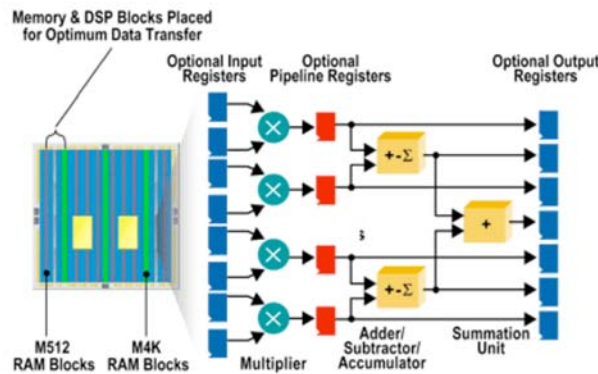 Memory & DSP Blocks Placed
for Optimum Data Transfer
Optional Input
Registers
Optional
Pipeline Registers
Optional Output
Registers
+-Σ
+
s
+-Σ
M512
RAM Blocks
M4K
RAM Blocks
Multiplier
Adder/
Subtractor/
Accumulator
Summation
Unit